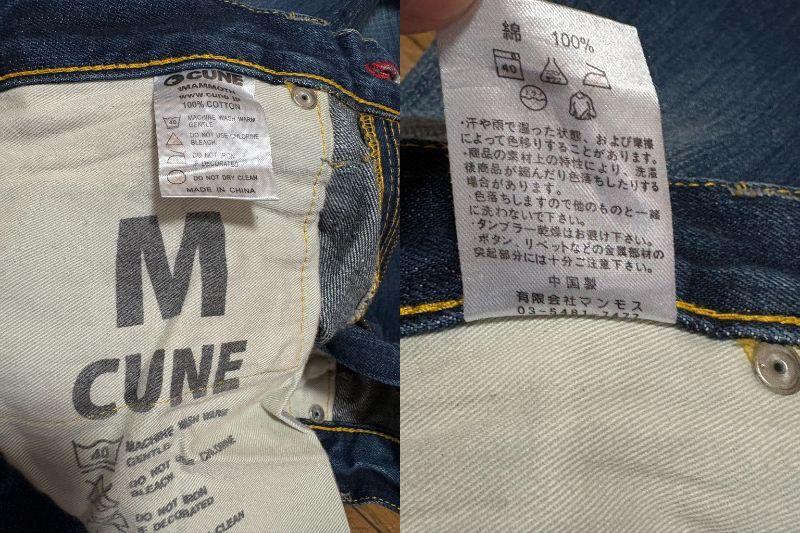 CUNE
MAMMOTH
www.cune.jp
100% COTTON
40 MACHINE WASH WARM
GENTLE
DO NOT USE CHLORINE
BLEACH
DO NOT IRON
IF DECORATED
DO NOT DRY CLEAN
MADE IN CHINA
M
CUNE
40 MACHINE WASH WARM
GENTLE
DO NOT CHLORINE
BLEACH
DO NOT IRON
DECORATED
CLEAN
綿 100%
40
・汗や雨で湿った状態、および摩擦
によって色移りすることがあります。
・商品の素材上の特性により、洗濯
後商品が縮んだり色落ちしたりする
場合があります。
色落ちしますので他のものと一緒
に洗わないで下さい。
・タンブラー乾燥はお避け下さい。
ボタン、リベットなどの金属部材の
突起部分には十分ご注意下さい。
中国製
有限会社マンモス
03-5481-7477